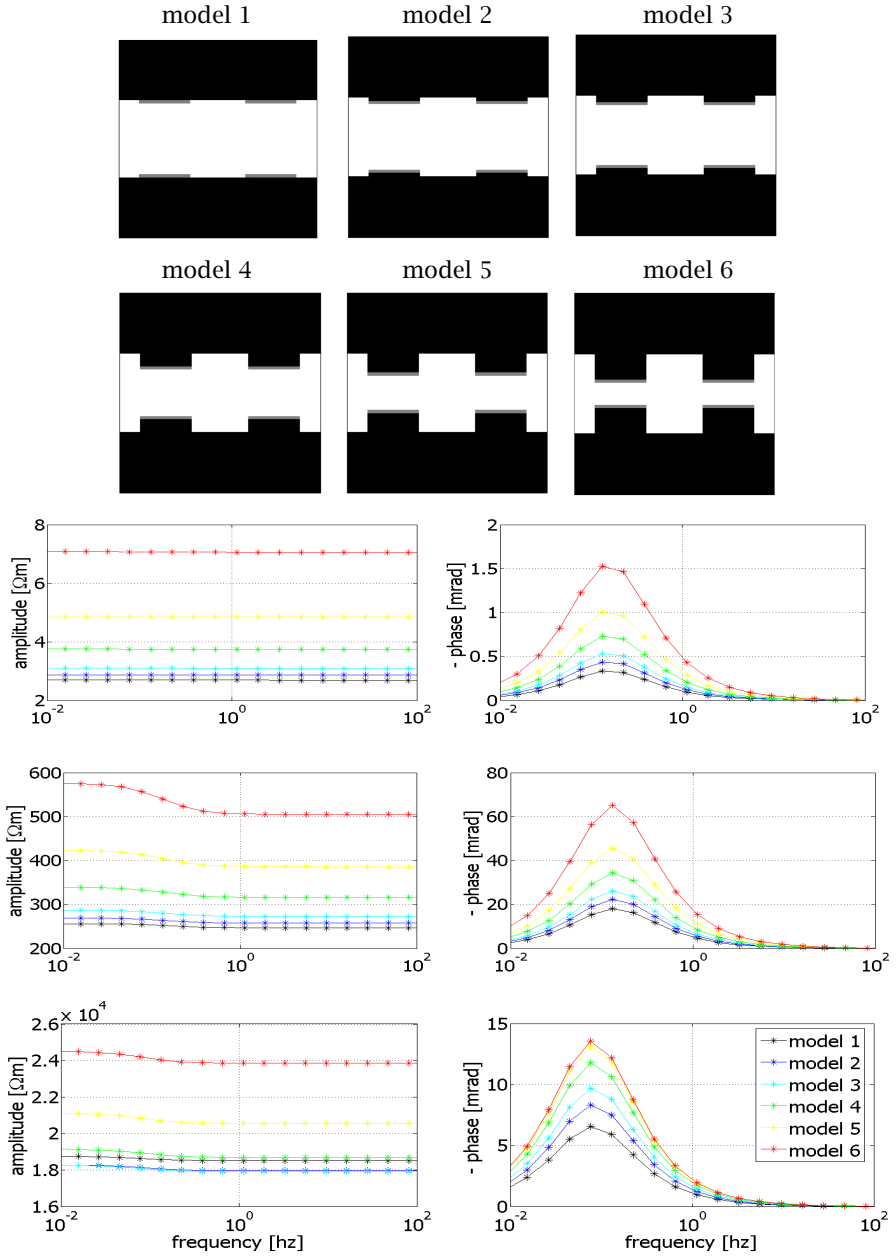 model 1 model 2 model 3
model 4 model 5 model 6
8
6
4
2
10^-2 10^0 10^2
amplitude [Ωm]
2
1.5
1
0.5
0
10^-2 10^0 10^2
- phase [mrad]
600
500
400
300
200
10^-2 10^0 10^2
amplitude [Ωm]
80
60
40
20
0
10^-2 10^0 10^2
- phase [mrad]
× 10^4
2.6
2.4
2.2
2
1.8
1.6
10^-2 10^0 10^2
amplitude [Ωm]
frequency [hz]
15
10
5
0
10^-2 10^0 10^2
- phase [mrad]
frequency [hz]
model 1
model 2
model 3
model 4
model 5
model 6